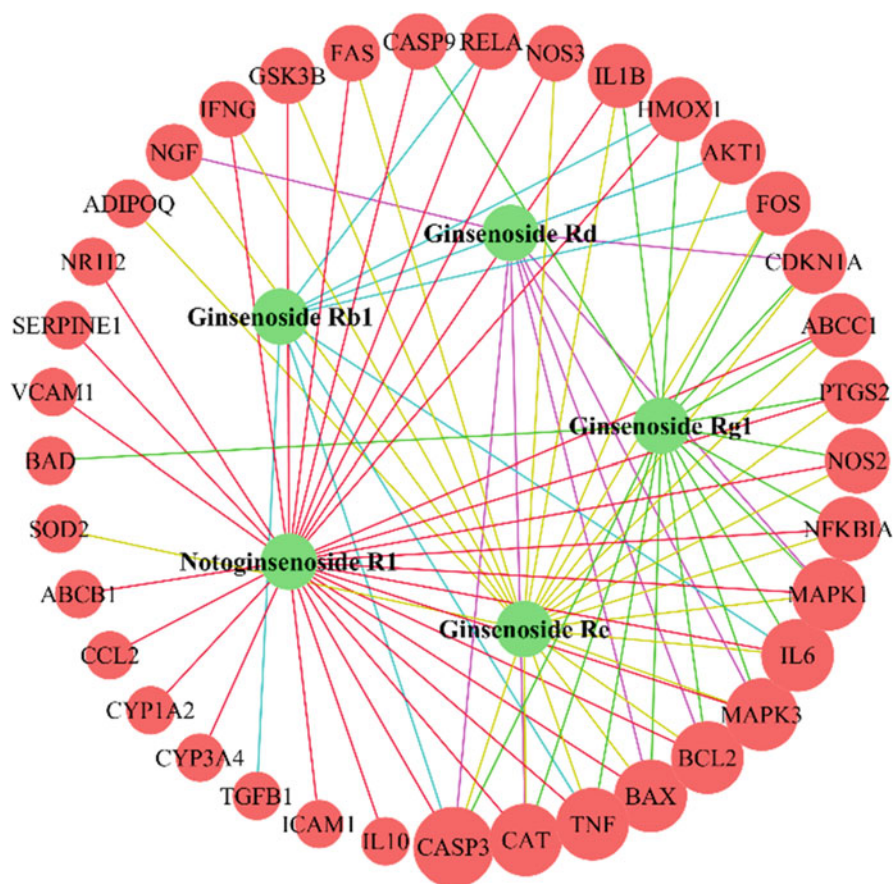 CASP9
RELA
NOS3
FAS
IL1B
GSK3B
HMOX1
IFNG
AKT1
NGF
FOS
ADIPOQ
CDKN1A
NR1I2
ABCC1
SERPINE1
PTGS2
VCAM1
NOS2
BAD
NFKBIA
SOD2
MAPK1
ABCB1
IL6
CCL2
MAPK3
CYP1A2
BCL2
CYP3A4
BAX
TGFB1
TNF
ICAM1
CAT
IL10
CASP3
Ginsenoside Rd
Ginsenoside Rb1
Ginsenoside Rg1
Notoginsenoside R1
Ginsenoside Re